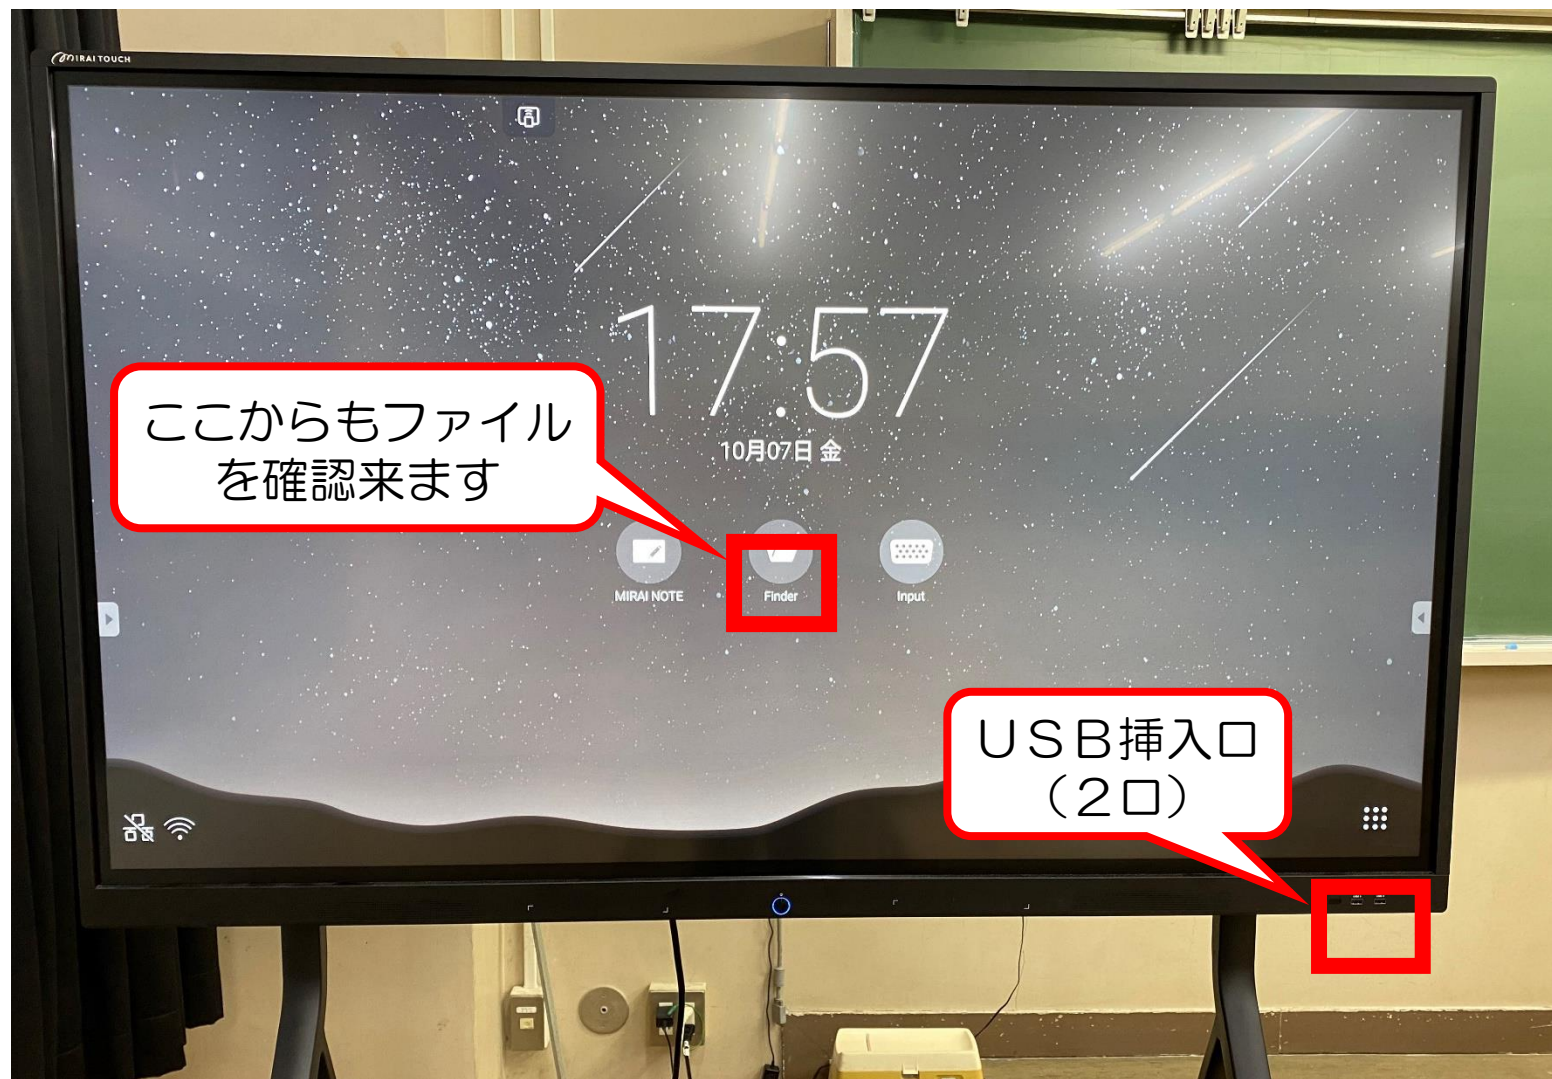 MIRAI TOUCH
17:57
ここからもファイル
を確認来ます
10月07日 金
MIRAI NOTE
Finder
Input
USB挿入口
(2口)